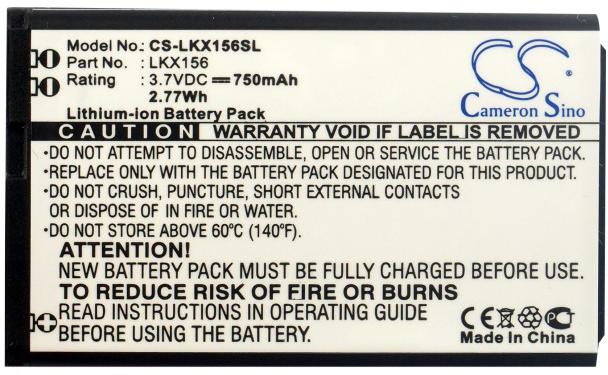 Model No.: CS-LKX156SL
Part No.: LKX156
Rating : 3.7VDC 750mAh
2.77Wh
Lithium-ion Battery Pack
CS
Cameron Sino
CAUTION WARRANTY VOID IF LABEL IS REMOVED
•DO NOT ATTEMPT TO DISASSEMBLE, OPEN OR SERVICE THE BATTERY PACK.
•REPLACE ONLY WITH THE BATTERY PACK DESIGNATED FOR THIS PRODUCT.
•DO NOT CRUSH, PUNCTURE, SHORT EXTERNAL CONTACTS
OR DISPOSE OF IN FIRE OR WATER.
•DO NOT STORE ABOVE 60°C (140°F).
ATTENTION!
NEW BATTERY PACK MUST BE FULLY CHARGED BEFORE USE
TO REDUCE RISK OF FIRE OR BURNS
READ INSTRUCTIONS IN OPERATING GUIDE
BEFORE USING THE BATTERY.
CE
Made In China